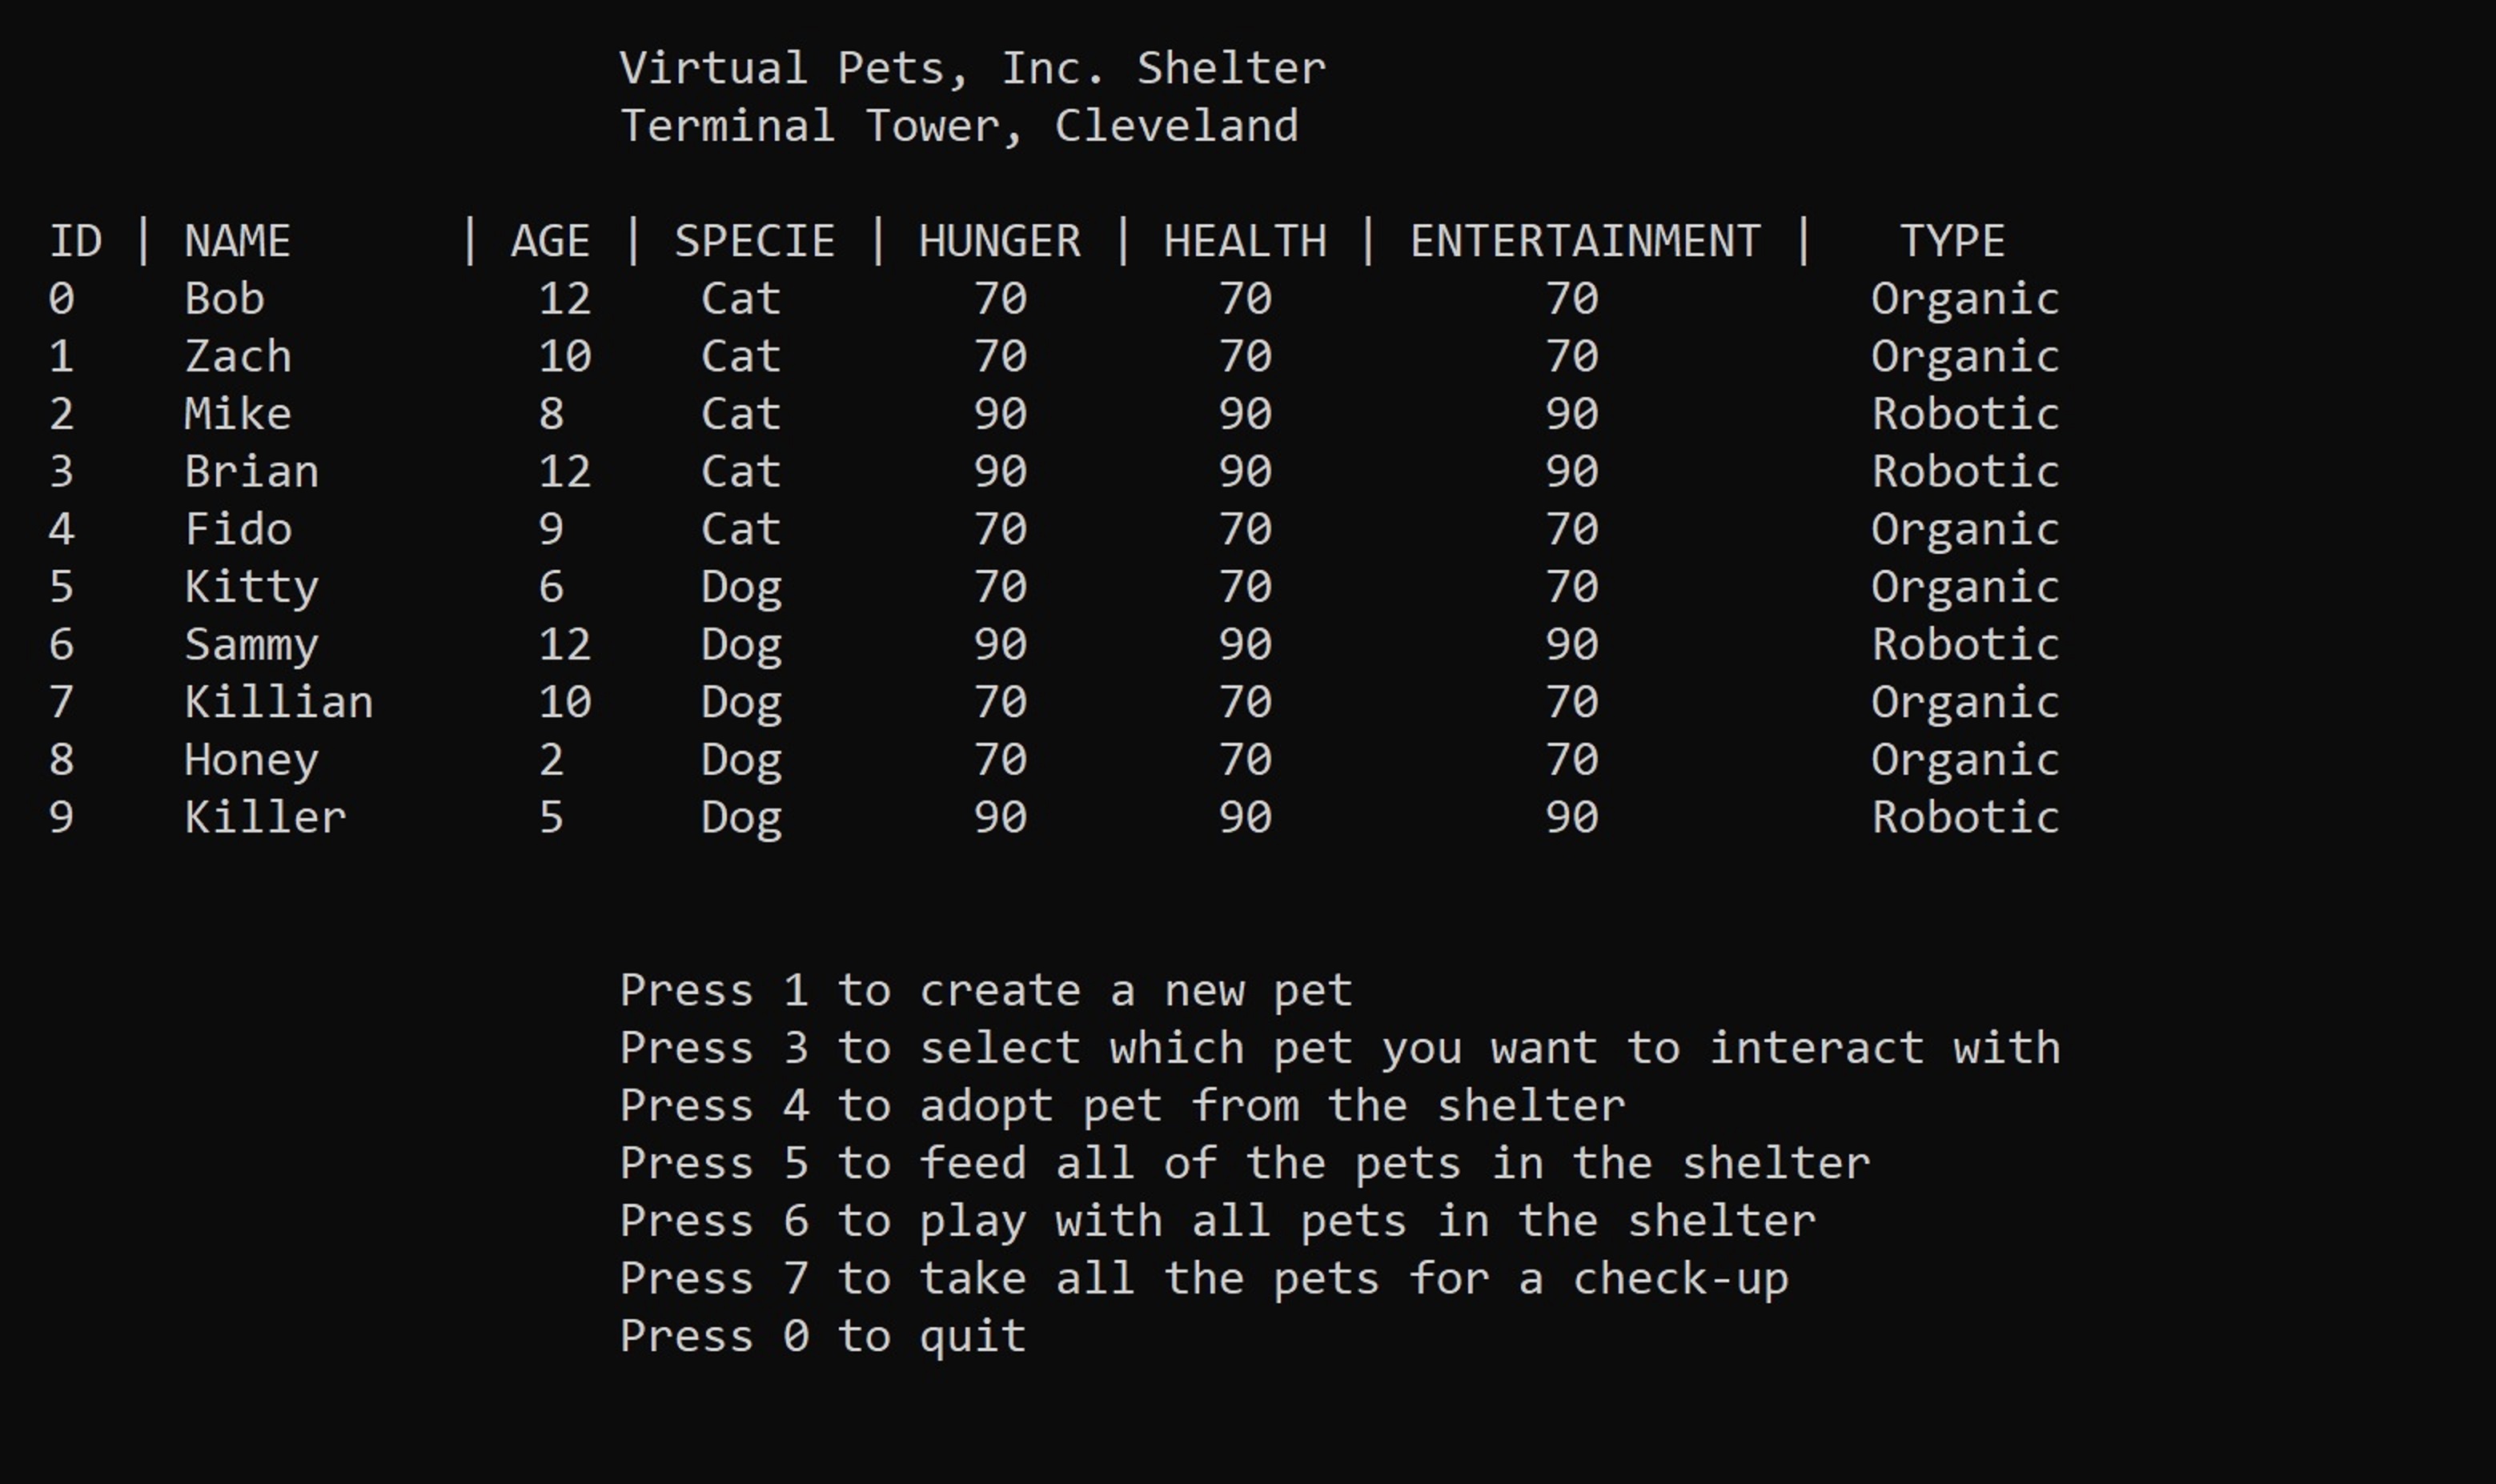 Virtual Pets, Inc. Shelter
Terminal Tower, Cleveland
ID | NAME | AGE | SPECIE | HUNGER | HEALTH | ENTERTAINMENT | TYPE
0 Bob 12 Cat 70 70 70 Organic
1 Zach 10 Cat 70 70 70 Organic
2 Mike 8 Cat 90 90 90 Robotic
3 Brian 12 Cat 90 90 90 Robotic
4 Fido 9 Cat 70 70 70 Organic
5 Kitty 6 Dog 70 70 70 Organic
6 Sammy 12 Dog 90 90 90 Robotic
7 Killian 10 Dog 70 70 70 Organic
8 Honey 2 Dog 70 70 70 Organic
9 Killer 5 Dog 90 90 90 Robotic
Press 1 to create a new pet
Press 3 to select which pet you want to interact with
Press 4 to adopt pet from the shelter
Press 5 to feed all of the pets in the shelter
Press 6 to play with all pets in the shelter
Press 7 to take all the pets for a check-up
Press 0 to quit